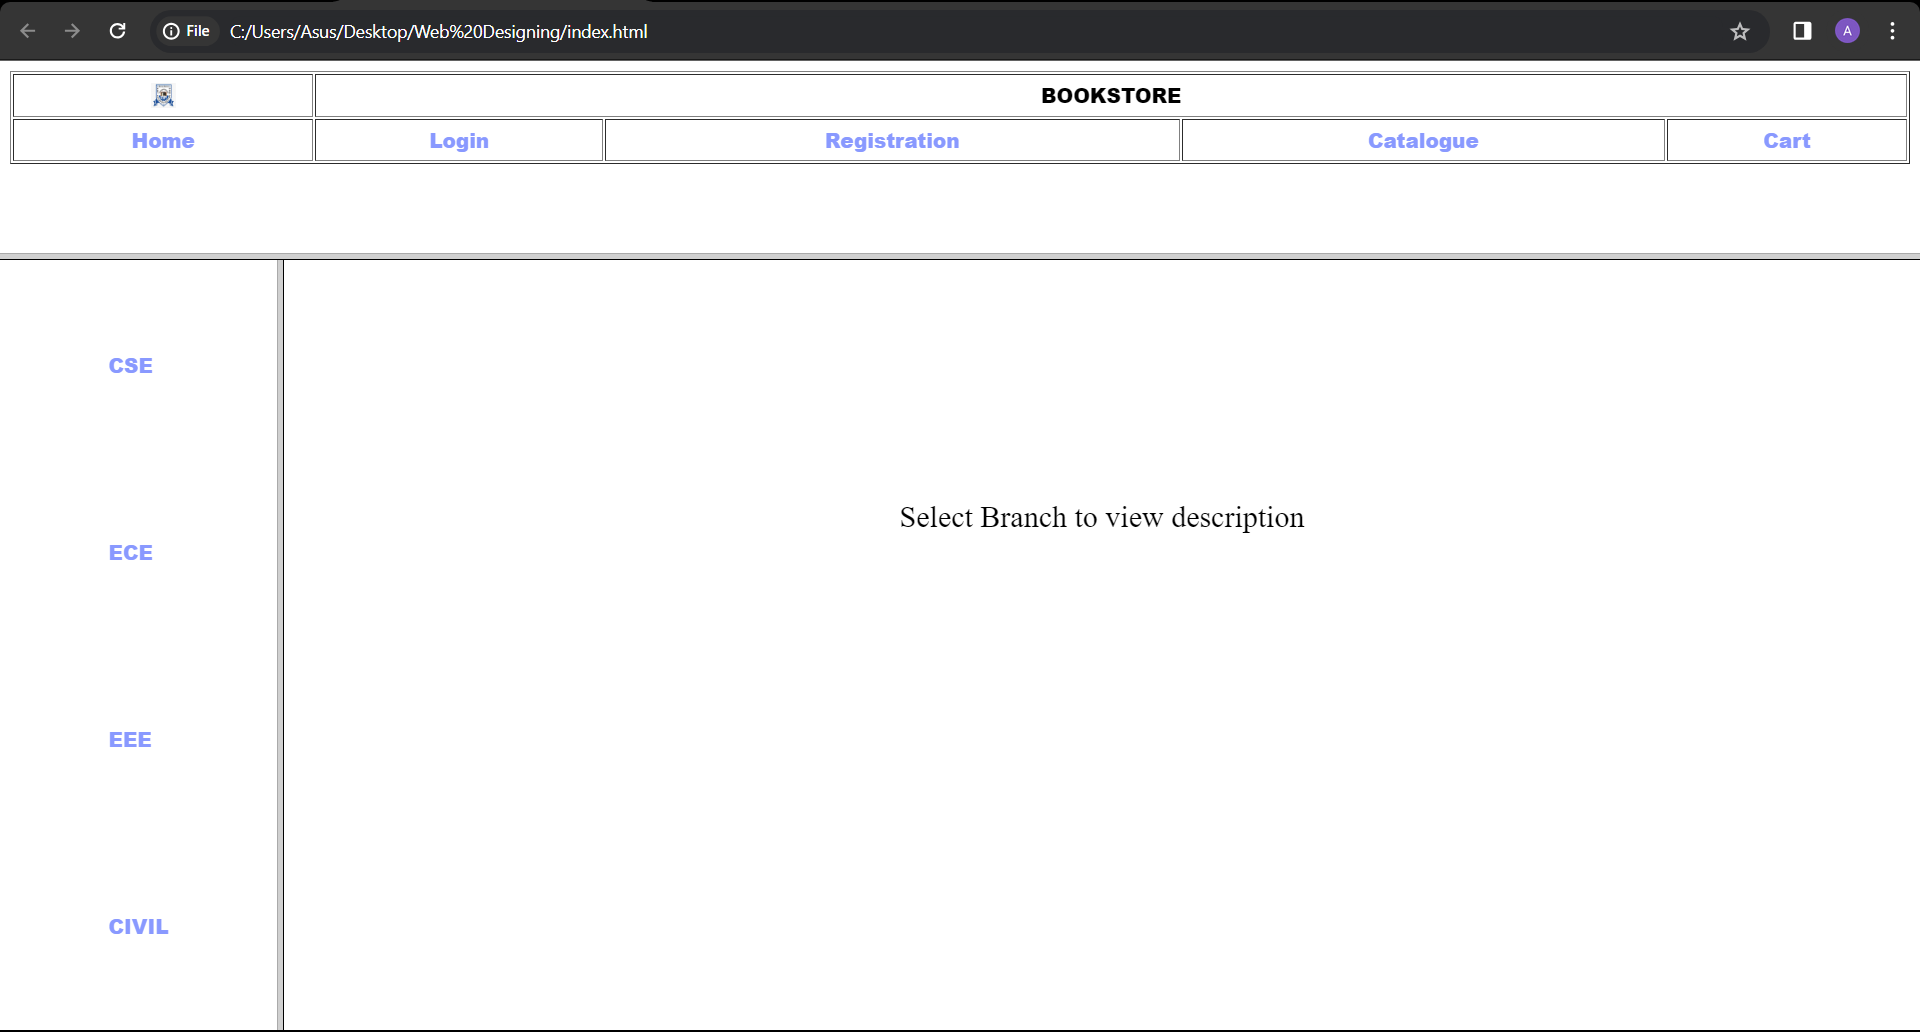 File C:/Users/Asus/Desktop/Web%20Designing/index.html A
BOOKSTORE
Home Login Registration Catalogue Cart
CSE
Select Branch to view description
ECE
EEE
CIVIL